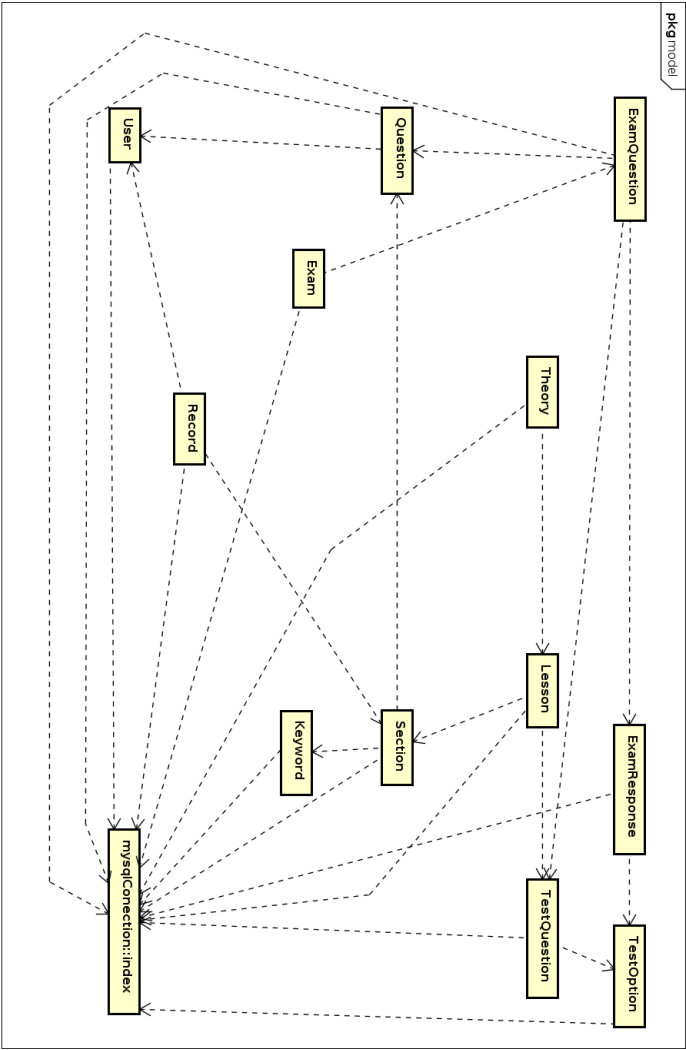 pkg model
ExamQuestion
ExamResponse
TestOption
Theory
Lesson
TestQuestion
Question
Section
Exam
Keyword
Record
User
mysqlConection::index